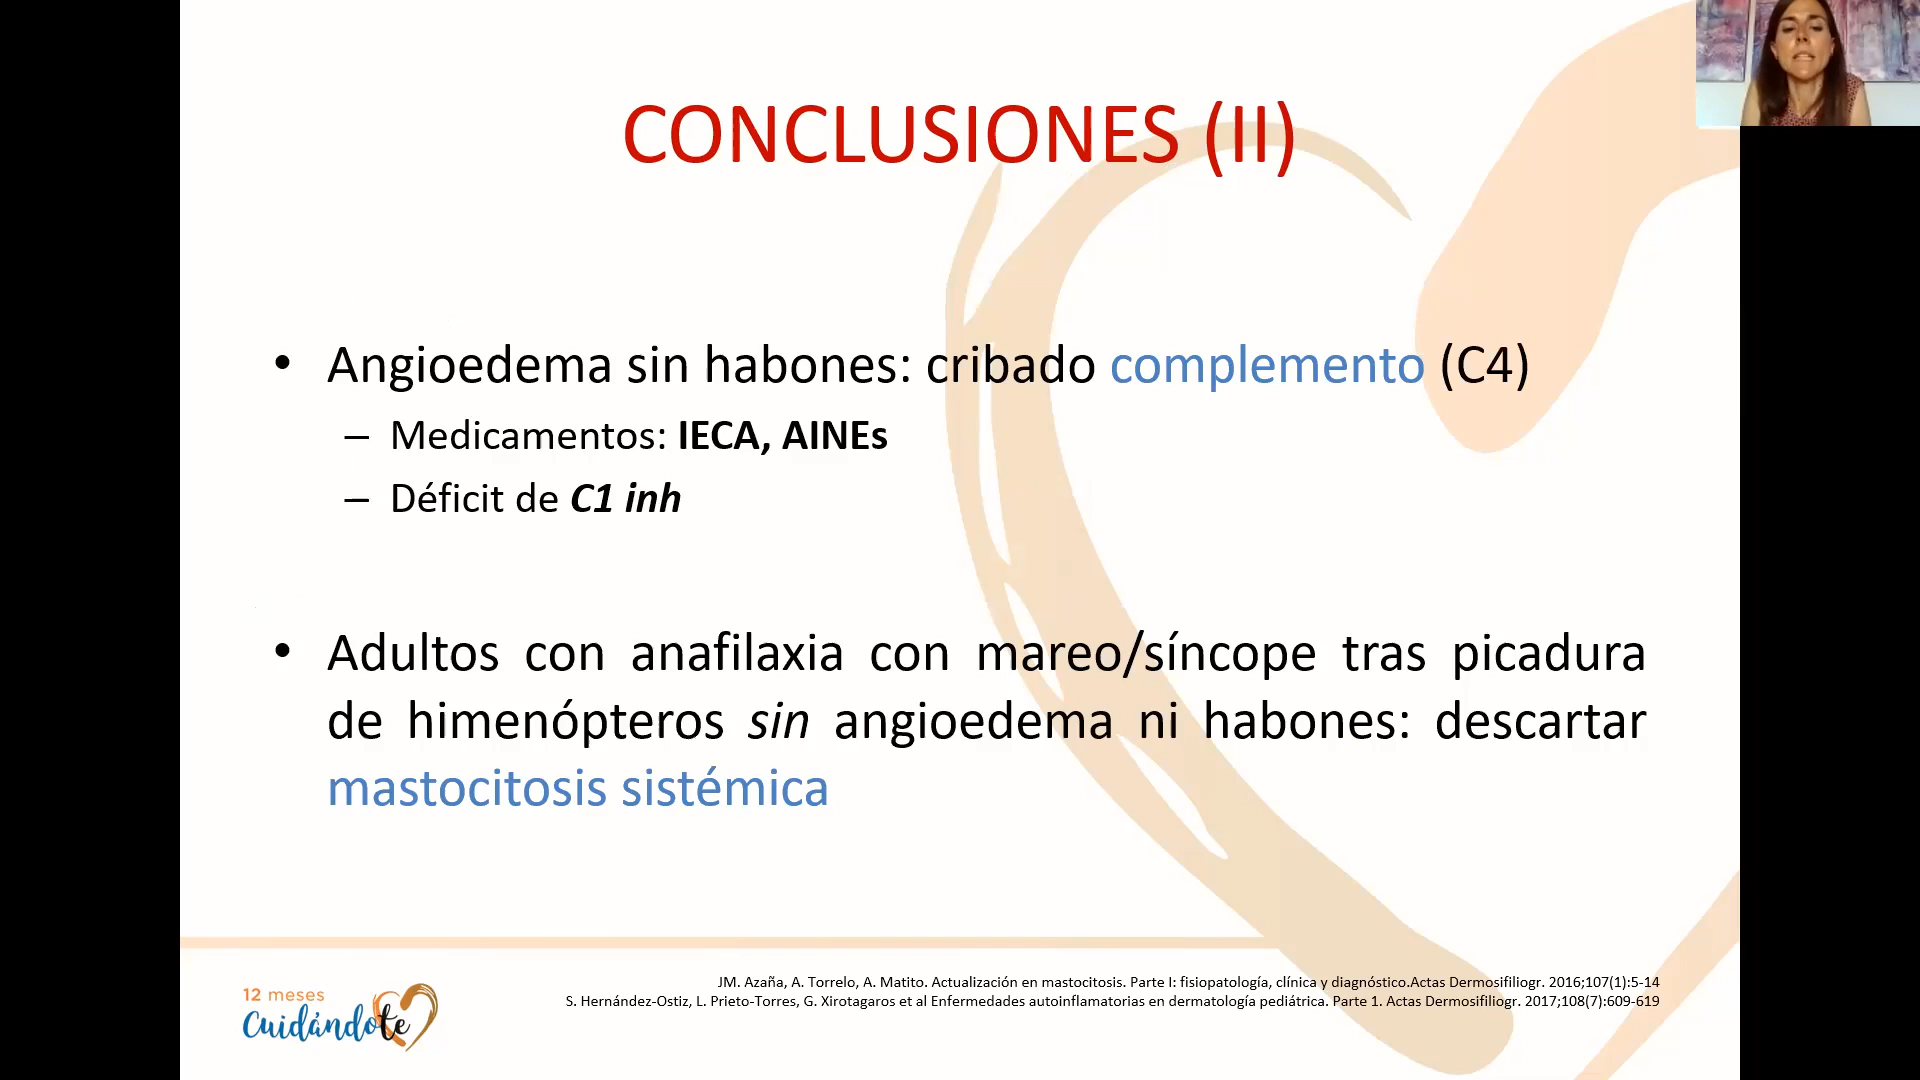 CONCLUSIONES (II)
• Angioedema sin habones: cribado complemento (C4)
– Medicamentos: IECA, AINEs
– Déficit de C1 inh
• Adultos con anafilaxia con mareo/síncope tras picadura
de himenópteros sin angioedema ni habones: descartar
mastocitosis sistémica
JM. Azaña, A. Torrelo, A. Matito. Actualización en mastocitosis. Parte I: fisiopatología, clínica y diagnóstico.Actas Dermosifiliogr. 2016;107(1):5-14
S. Hernández-Ostiz, L. Prieto-Torres, G. Xirotagaros et al Enfermedades autoinflamatorias en dermatología pediátrica. Parte 1. Actas Dermosifiliogr. 2017;108(7):609-619
12 meses
Cuidándote